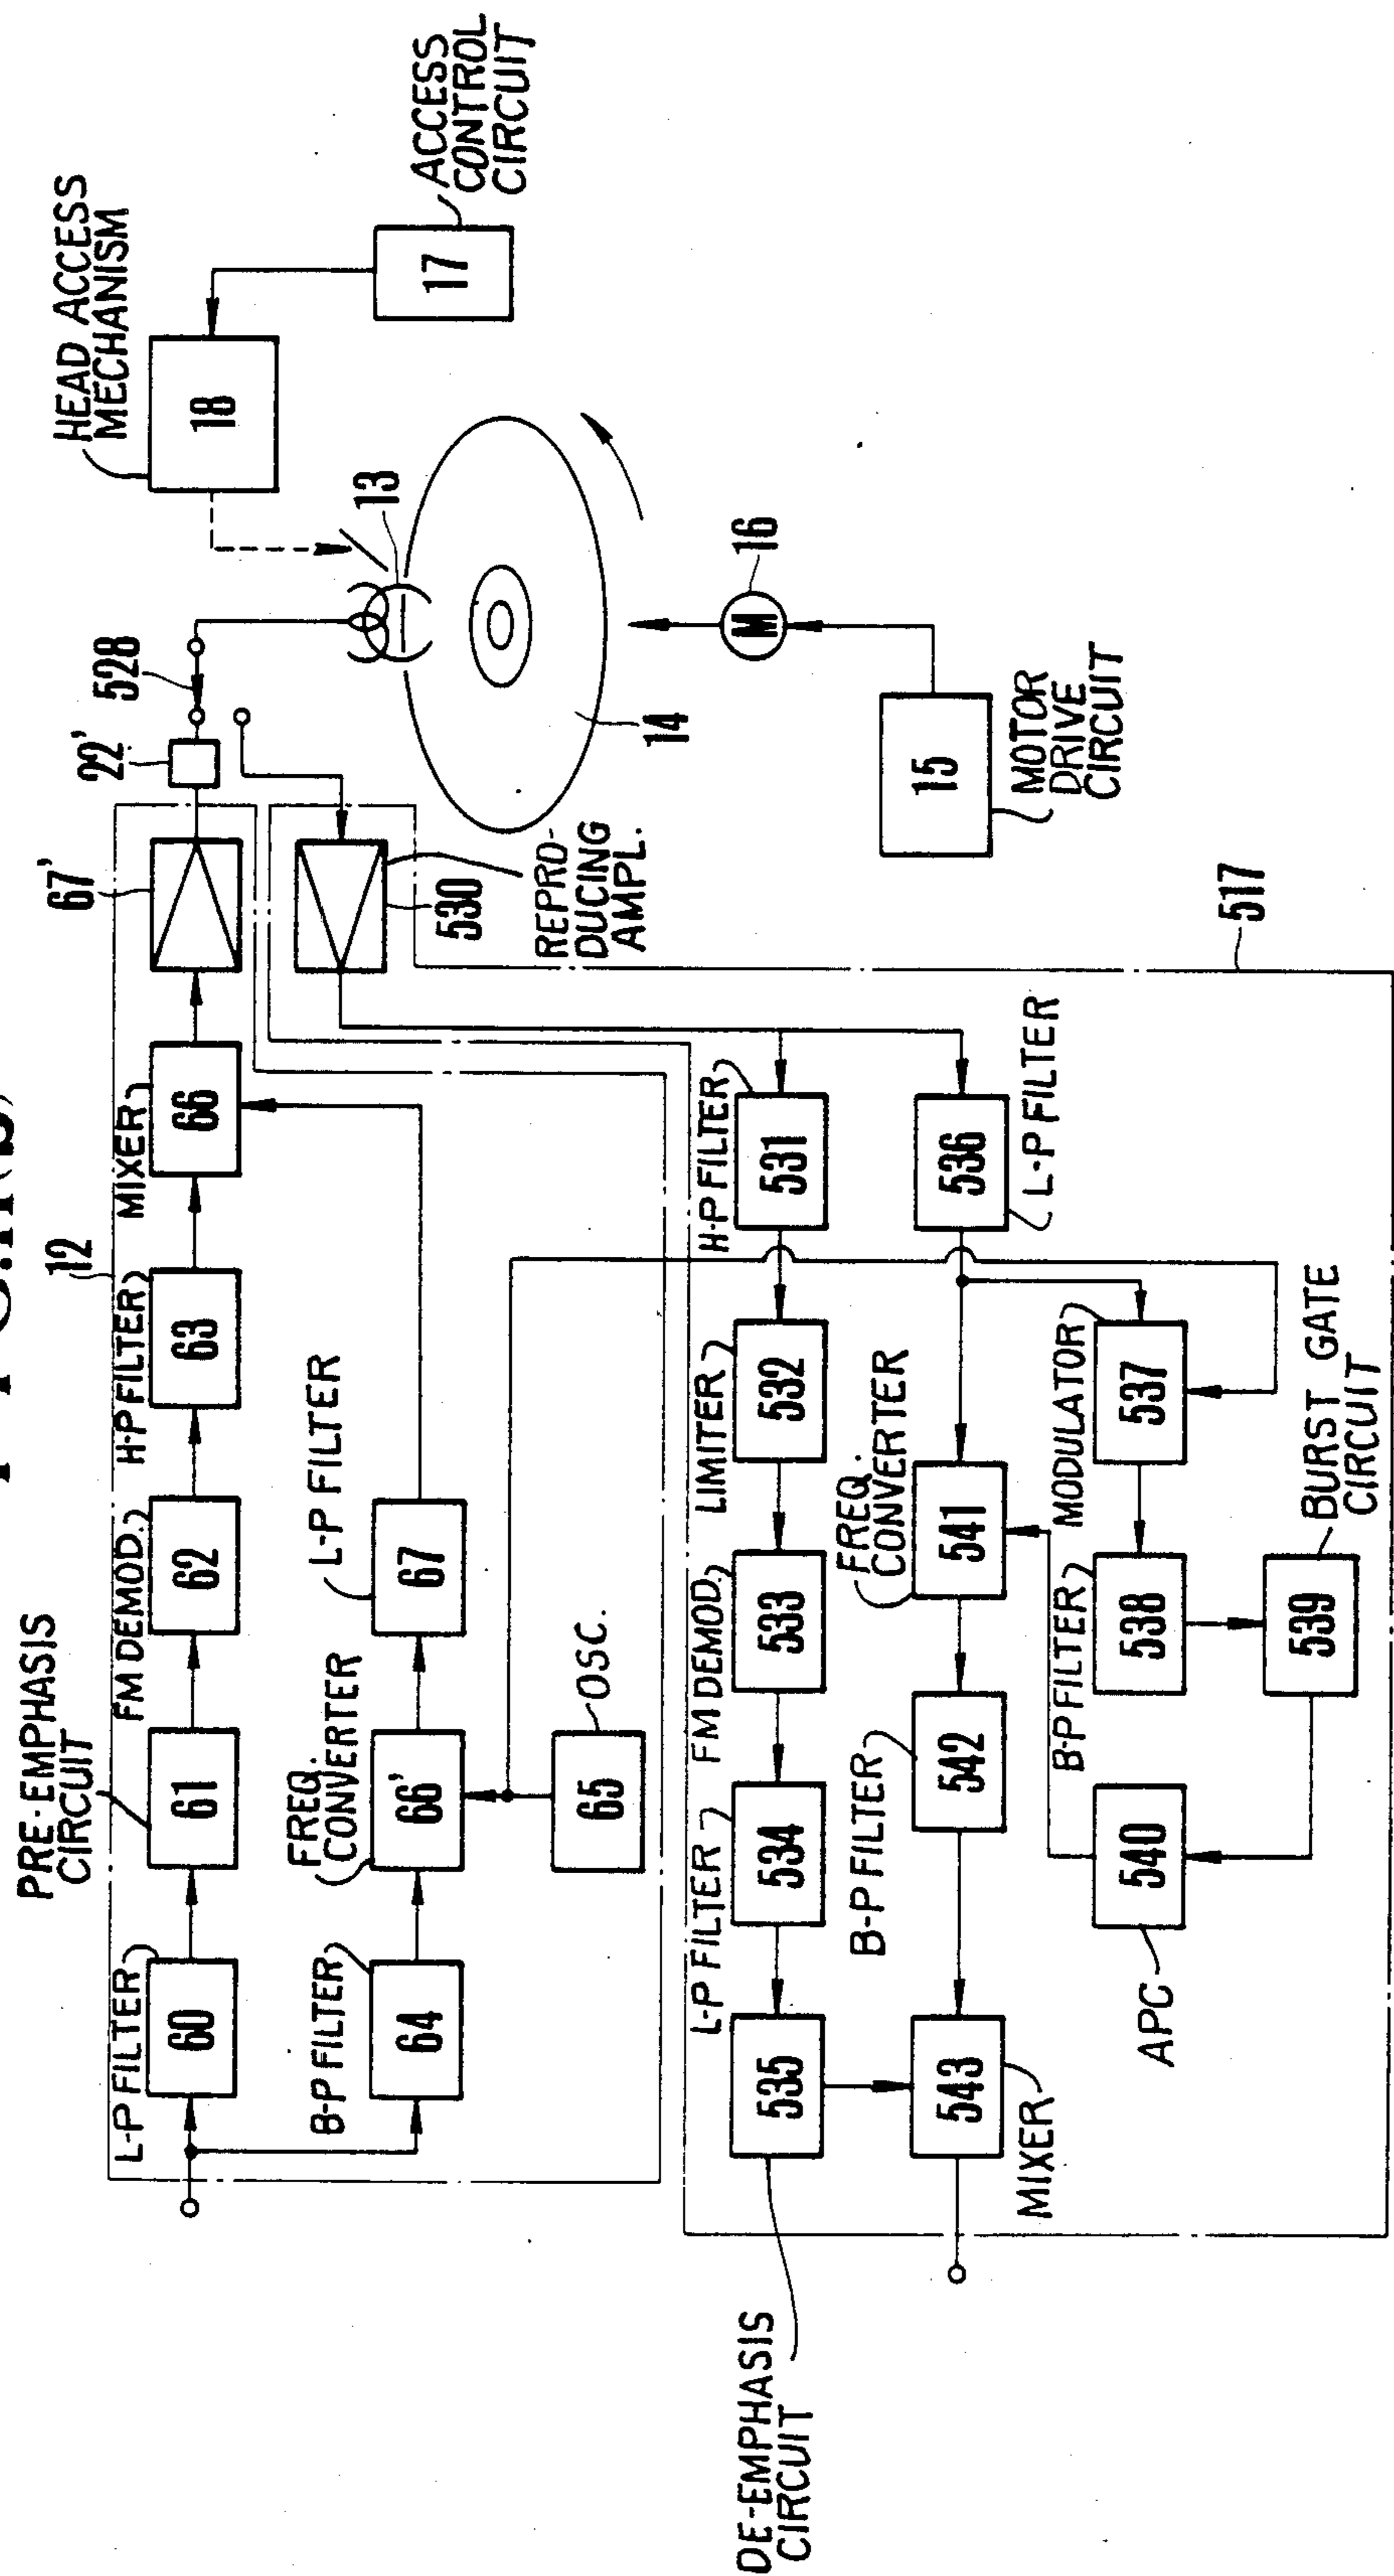 HEAD ACCESS
MECHANISM
18
ACCESS
CONTROL
CIRCUIT
17
13
528
22'
67'
12
MIXER
66
H-P FILTER
63
FM DEMOD.
62
PRE-EMPHASIS
CIRCUIT
61
L-P FILTER
60
B-P FILTER
64
FREQ.
CONVERTER
66'
L-P FILTER
67
OSC.
65
14
16
M
15
MOTOR
DRIVE
CIRCUIT
REPRO-
DUCING
AMPL.
530
517
H-P FILTER
531
LIMITER
532
FM DEMOD.
533
L-P FILTER
534
535
DE-EMPHASIS
CIRCUIT
536
L-P FILTER
FREQ.
CONVERTER
541
B-P FILTER
542
543
MIXER
MODULATOR
537
B-P FILTER
538
539
BURST GATE
CIRCUIT
540
APC